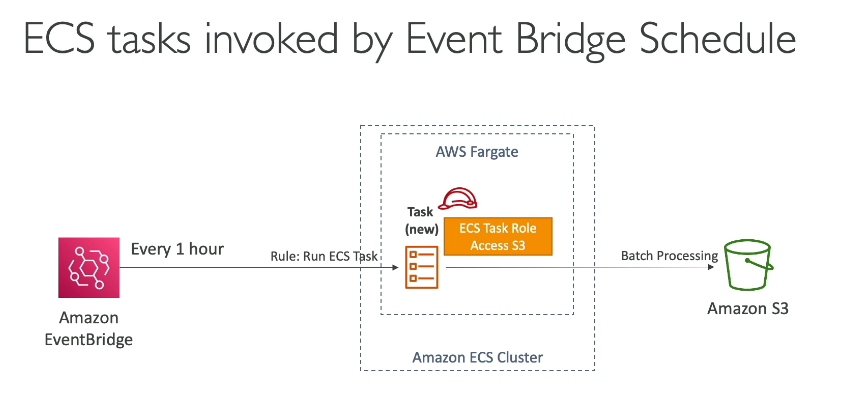 ECS tasks invoked by Event Bridge Schedule
AWS Fargate
Task
(new)
ECS Task Role
Access S3
Every 1 hour
Rule: Run ECS Task
Batch Processing
Amazon
EventBridge
Amazon S3
Amazon ECS Cluster